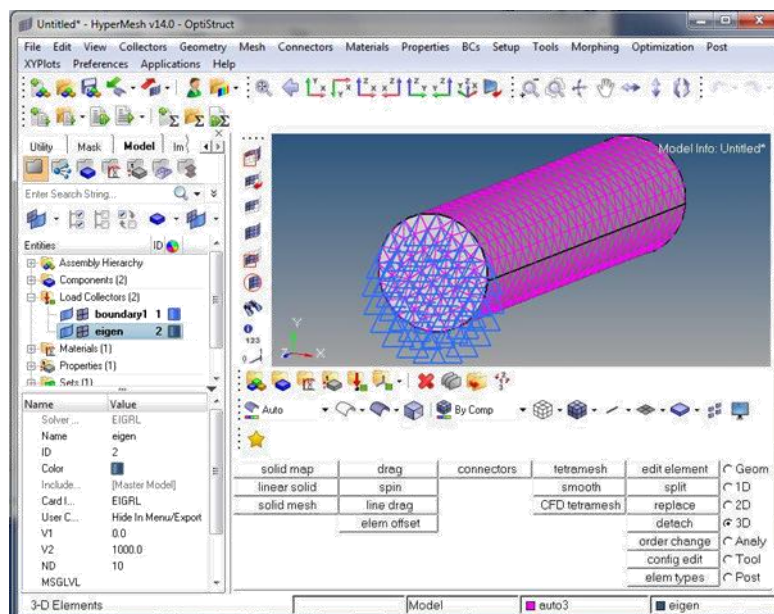 Untitled* - HyperMesh v14.0 - OptiStruct
File Edit View Collectors Geometry Mesh Connectors Materials Properties BCs Setup Tools Morphing Optimization Post
XYPlots Preferences Applications Help
Utility Mask Model Im
Enter Search String...
Entities ID
Assembly Hierarchy
Components (2)
Load Collectors (2)
boundary1 1
eigen 2
Materials (1)
Properties (1)
Sets (1)
Model Info: Untitled*
Y
Z X
123
Name Value
Solver ... EIGRL
Name eigen
ID 2
Color
Include... [Master Model]
Card I... EIGRL
User C... Hide In Menu/Export
V1 0.0
V2 1000.0
ND 10
MSGLVL
Auto By Comp
solid map drag connectors tetramesh edit element Geom
linear solid spin smooth split 1D
solid mesh line drag CFD tetramesh replace 2D
elem offset detach 3D
order change Analy
config edit Tool
elem types Post
3-D Elements Model auto3 eigen